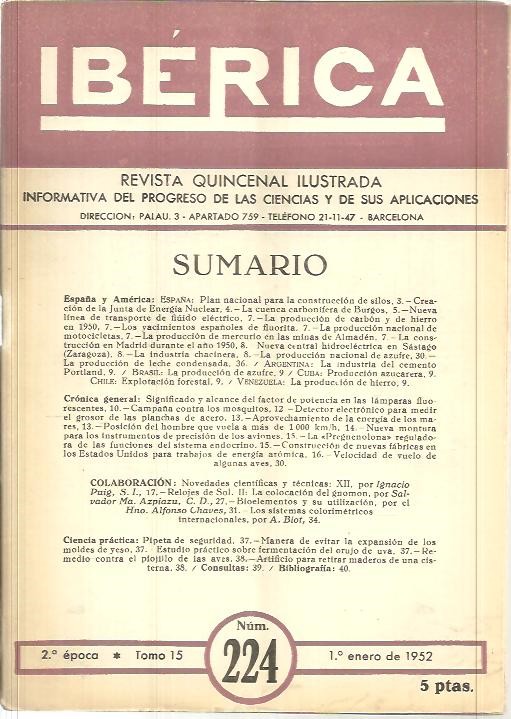 IBÉRICA
REVISTA QUINCENAL ILUSTRADA
INFORMATIVA DEL PROGRESO DE LAS CIENCIAS Y DE SUS APLICACIONES
DIRECCION: PALAU, 3 - APARTADO 759 - TELÉFONO 21-11-47 - BARCELONA
SUMARIO
España y América: ESPAÑA: Plan nacional para la construcción de silos, 3. – Crea-
ción de la Junta de Energía Nuclear, 4. – La cuenca carbonífera de Burgos, 5. – Nueva
línea de transporte de flúido eléctrico, 7. – La producción de carbón y de hierro
en 1950, 7. – Los yacimientos españoles de fluorita, 7. – La producción nacional de
motocicletas, 7. – La producción de mercurio en las minas de Almadén, 7. – La cons-
trucción en Madrid durante el año 1950, 8. Nueva central hidroeléctrica en Sástago
(Zaragoza), 8. – La industria chacinera, 8. – La producción nacional de azufre, 30. –
La producción de leche condensada, 36. / ARGENTINA: La industria del cemento
Portland, 9. / BRASIL: La producción de azufre, 9 / CUBA: Producción azucarera, 9.
CHILE: Explotación forestal, 9. / VENEZUELA: La producción de hierro, 9.
Crónica general: Significado y alcance del factor de potencia en las lámparas fluo-
rescentes, 10. – Campaña contra los mosquitos, 12 – Detector electrónico para medir
el grosor de las planchas de acero, 13. – Aprovechamiento de la energía de los ma-
res, 13. – Posición del hombre que vuela a más de 1000 km/h, 14. – Nueva montura
para los instrumentos de precisión de los aviones, 15. – La «Pregnenolona» regulado-
ra de las funciones del sistema endocrino, 15. – Construcción de nuevas fábricas en
los Estados Unidos para trabajos de energía atómica, 16. – Velocidad de vuelo de
algunas aves, 30.
COLABORACIÓN: Novedades científicas y técnicas: XII, por Ignacio
Puig, S. I., 17. – Relojes de Sol. II: La colocación del gnomon, por Sal-
vador Ma. Azpiazu, C. D., 27. – Bioelementos y su utilización, por el
Hno. Alfonso Chaves, 31. – Los sistemas colorimétricos
internacionales, por A. Biot, 34.
Ciencia práctica: Pipeta de seguridad, 37. – Manera de evitar la expansión de los
moldes de yeso, 37. – Estudio práctico sobre fermentación del orujo de uva, 37. – Re-
medio contra el piojillo de las aves, 38. – Artificio para retirar maderos de una cis-
terna, 38. / Consultas: 39. / Bibliografía: 40.
Núm.
2.ª época * Tomo 15
224
1.º enero de 1952
5 ptas.